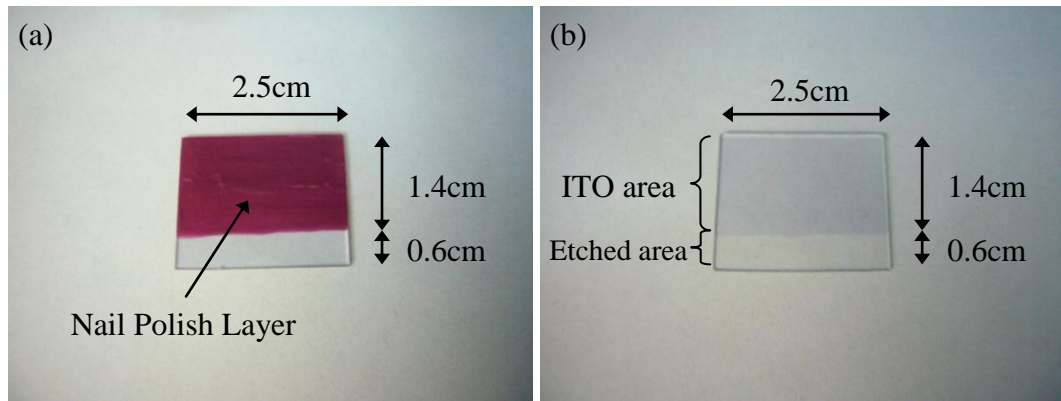 (a)
2.5cm
1.4cm
0.6cm
Nail Polish Layer
(b)
2.5cm
ITO area
1.4cm
Etched area
0.6cm